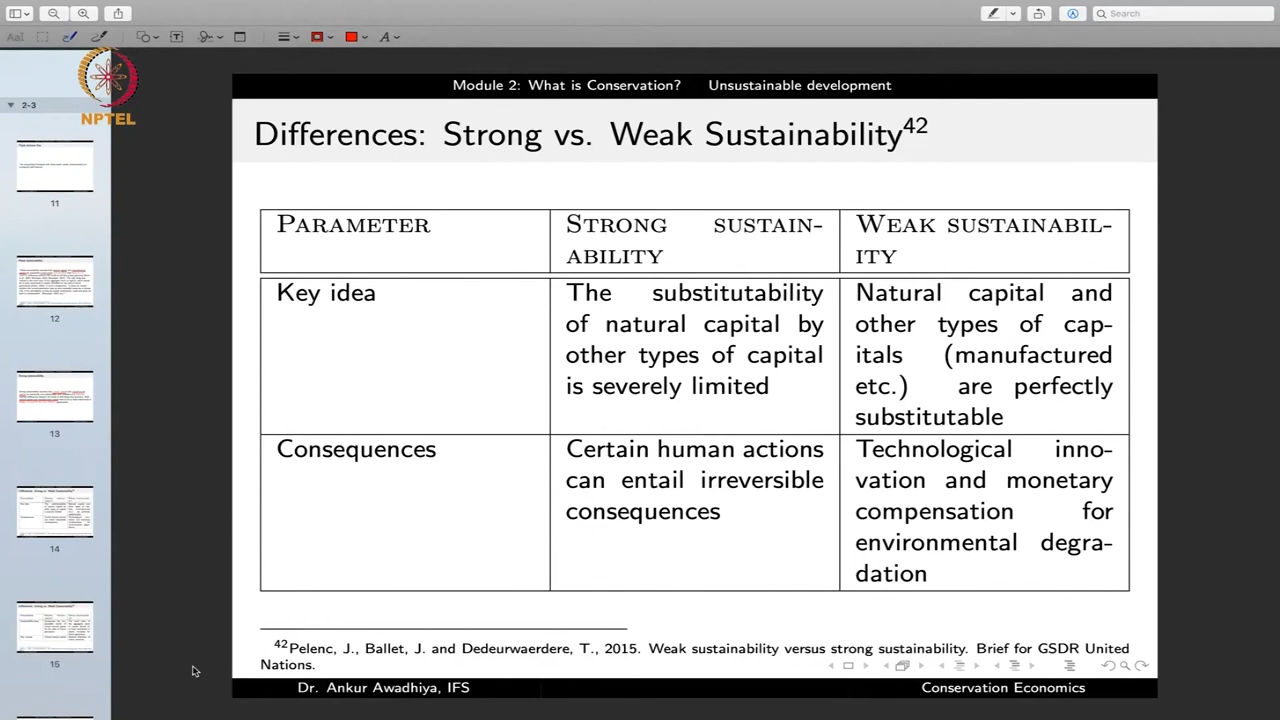 Search
AaI
A
2-3
NPTEL
11
12
13
14
15
Module 2: What is Conservation? Unsustainable development
Differences: Strong vs. Weak Sustainability42
PARAMETER
STRONG SUSTAIN-
ABILITY
WEAK SUSTAINABIL-
ITY
Key idea
The substitutability
of natural capital by
other types of capital
is severely limited
Natural capital and
other types of cap-
itals (manufactured
etc.) are perfectly
substitutable
Consequences
Certain human actions
can entail irreversible
consequences
Technological inno-
vation and monetary
compensation for
environmental degra-
dation
42Pelenc, J., Ballet, J. and Dedeurwaerdere, T., 2015. Weak sustainability versus strong sustainability. Brief for GSDR United
Nations.
Dr. Ankur Awadhiya, IFS Conservation Economics